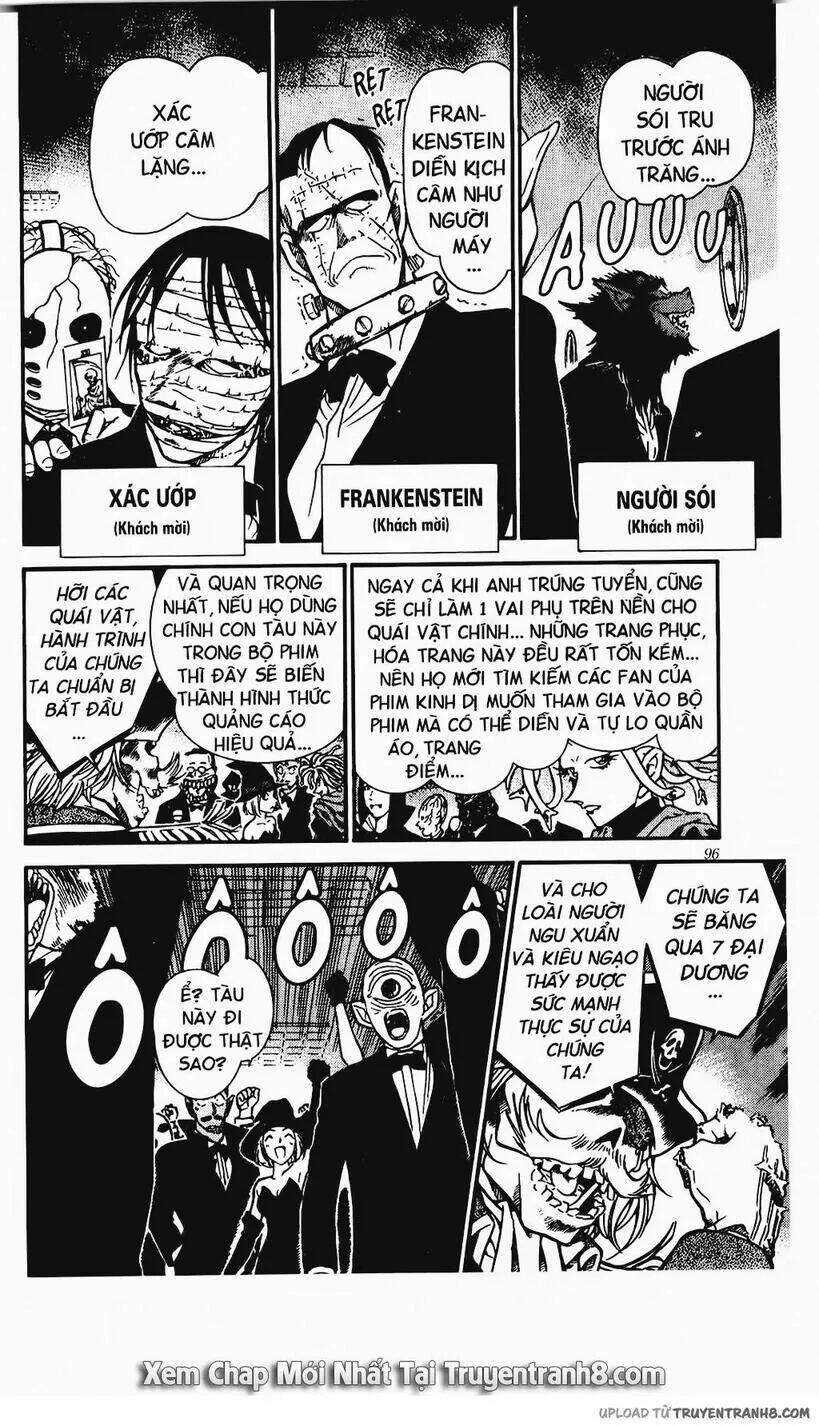 NGƯỜI
SÓI TRU
TRƯỚC ÁNH
TRĂNG...
AUUU
RẸT
RẸT
FRAN-
KENSTEIN
DIỄN KỊCH
CÂM NHƯ
NGƯỜI
MÁY
...
XÁC
ƯỚP CÂM
LẶNG...
NGƯỜI SÓI
(Khách mời)
FRANKENSTEIN
(Khách mời)
XÁC ƯỚP
(Khách mời)
NGAY CẢ KHI ANH TRÚNG TUYỂN, CŨNG
SẼ CHỈ LÀM 1 VAI PHỤ TRÊN NỀN CHO
QUÁI VẬT CHÍNH... NHỮNG TRANG PHỤC,
HÓA TRANG NÀY ĐỀU RẤT TỐN KÉM...
NÊN HỌ MỚI TÌM KIẾM CÁC FAN CỦA
PHIM KINH DỊ MUỐN THAM GIA VÀO BỘ
PHIM MÀ CÓ THỂ DIỄN VÀ TỰ LO QUẦN
ÁO, TRANG
ĐIỂM...
VÀ QUAN TRỌNG
NHẤT, NẾU HỌ DÙNG
CHÍNH CON TÀU NÀY
TRONG BỘ PHIM
THÌ ĐÂY SẼ BIẾN
THÀNH HÌNH THỨC
QUẢNG CÁO
HIỆU QUẢ...
HỠI CÁC
QUÁI VẬT,
HÀNH TRÌNH
CỦA CHÚNG
TA CHUẨN BỊ
BẮT ĐẦU
...
96
CHÚNG TA
SẼ BĂNG
QUA 7 ĐẠI
DƯƠNG
...
VÀ CHO
LOÀI NGƯỜI
NGU XUẨN
VÀ KIÊU NGẠO
THẤY ĐƯỢC
SỨC MẠNH
THỰC SỰ CỦA
CHÚNG
TA!
Ô Ô Ô Ô Ô
Ể? TÀU
NÀY ĐI
ĐƯỢC THẬT
SAO?
Xem Chap Mới Nhất Tại Truyentranh8.com
UPLOAD TỪ TRUYENTRANH8.COM